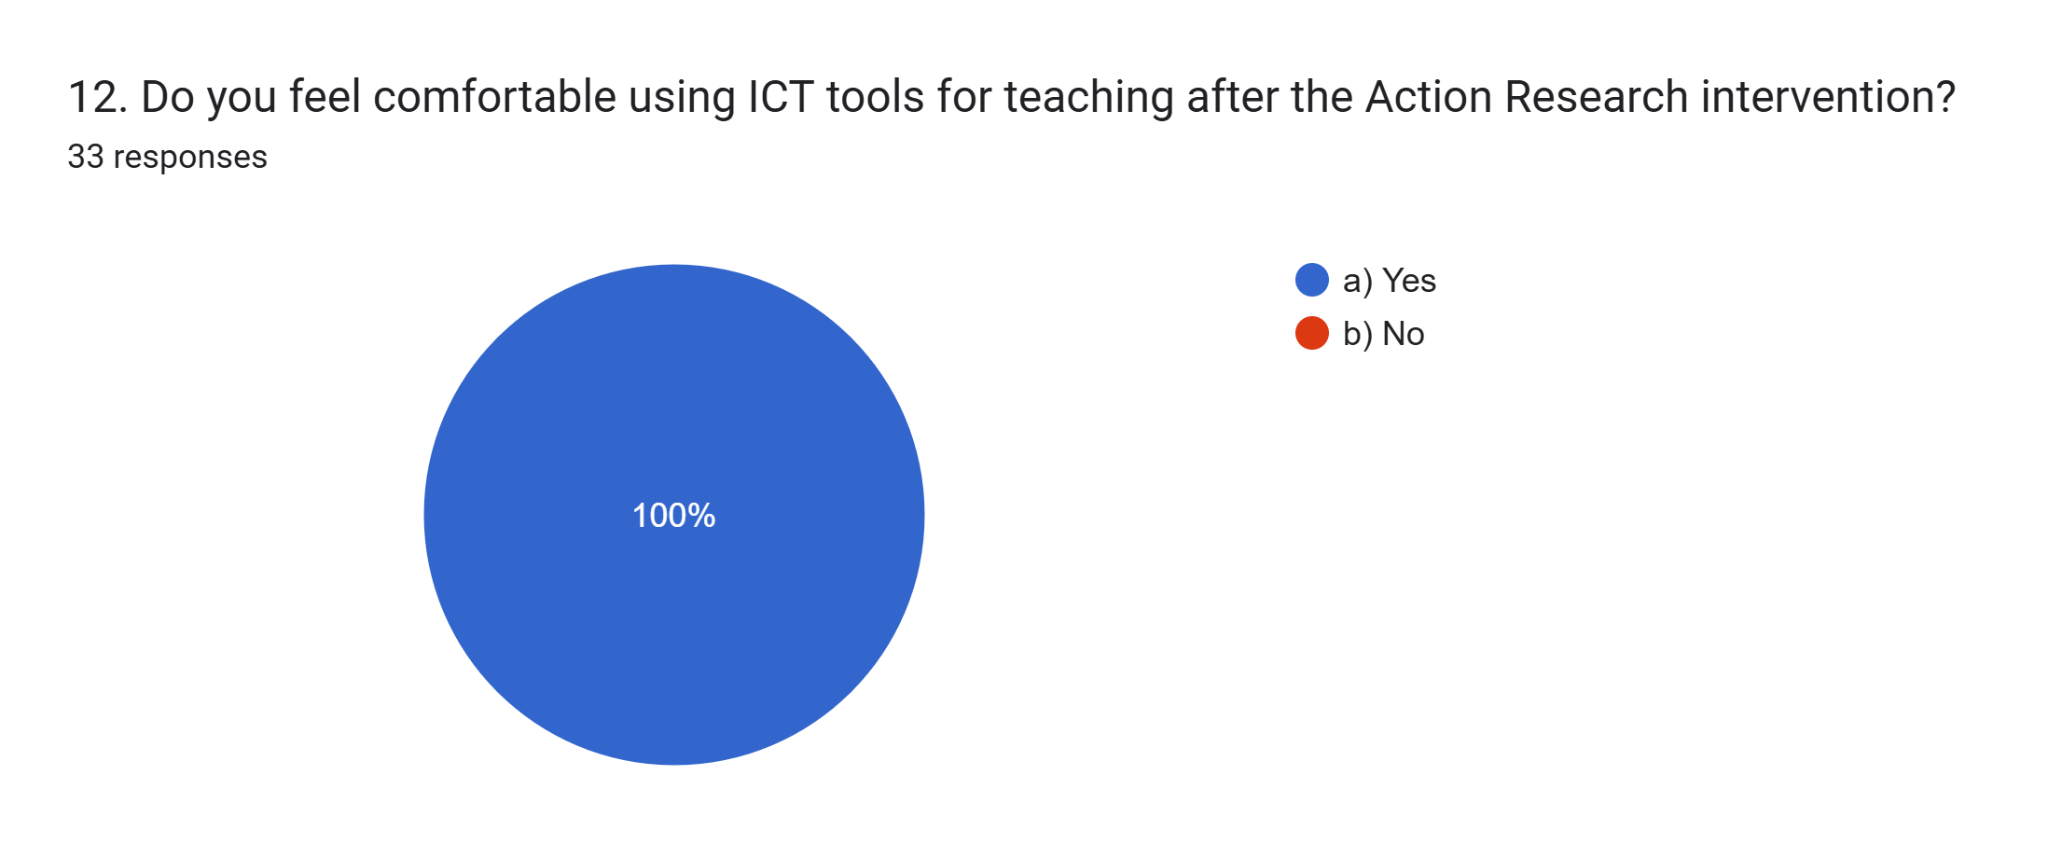 12. Do you feel comfortable using ICT tools for teaching after the Action Research intervention?
33 responses
a) Yes
b) No
100%